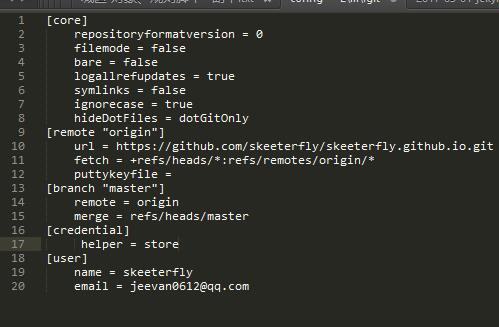 1 [core]
2 repositoryformatversion = 0
3 filemode = false
4 bare = false
5 logallrefupdates = true
6 symlinks = false
7 ignorecase = true
8 hideDotFiles = dotGitOnly
9 [remote "origin"]
10 url = https://github.com/skeeterfly/skeeterfly.github.io.git
11 fetch = +refs/heads/*:refs/remotes/origin/*
12 puttykeyfile =
13 [branch "master"]
14 remote = origin
15 merge = refs/heads/master
16 [credential]
17 helper = store
18 [user]
19 name = skeeterfly
20 email = jeevan0612@qq.com